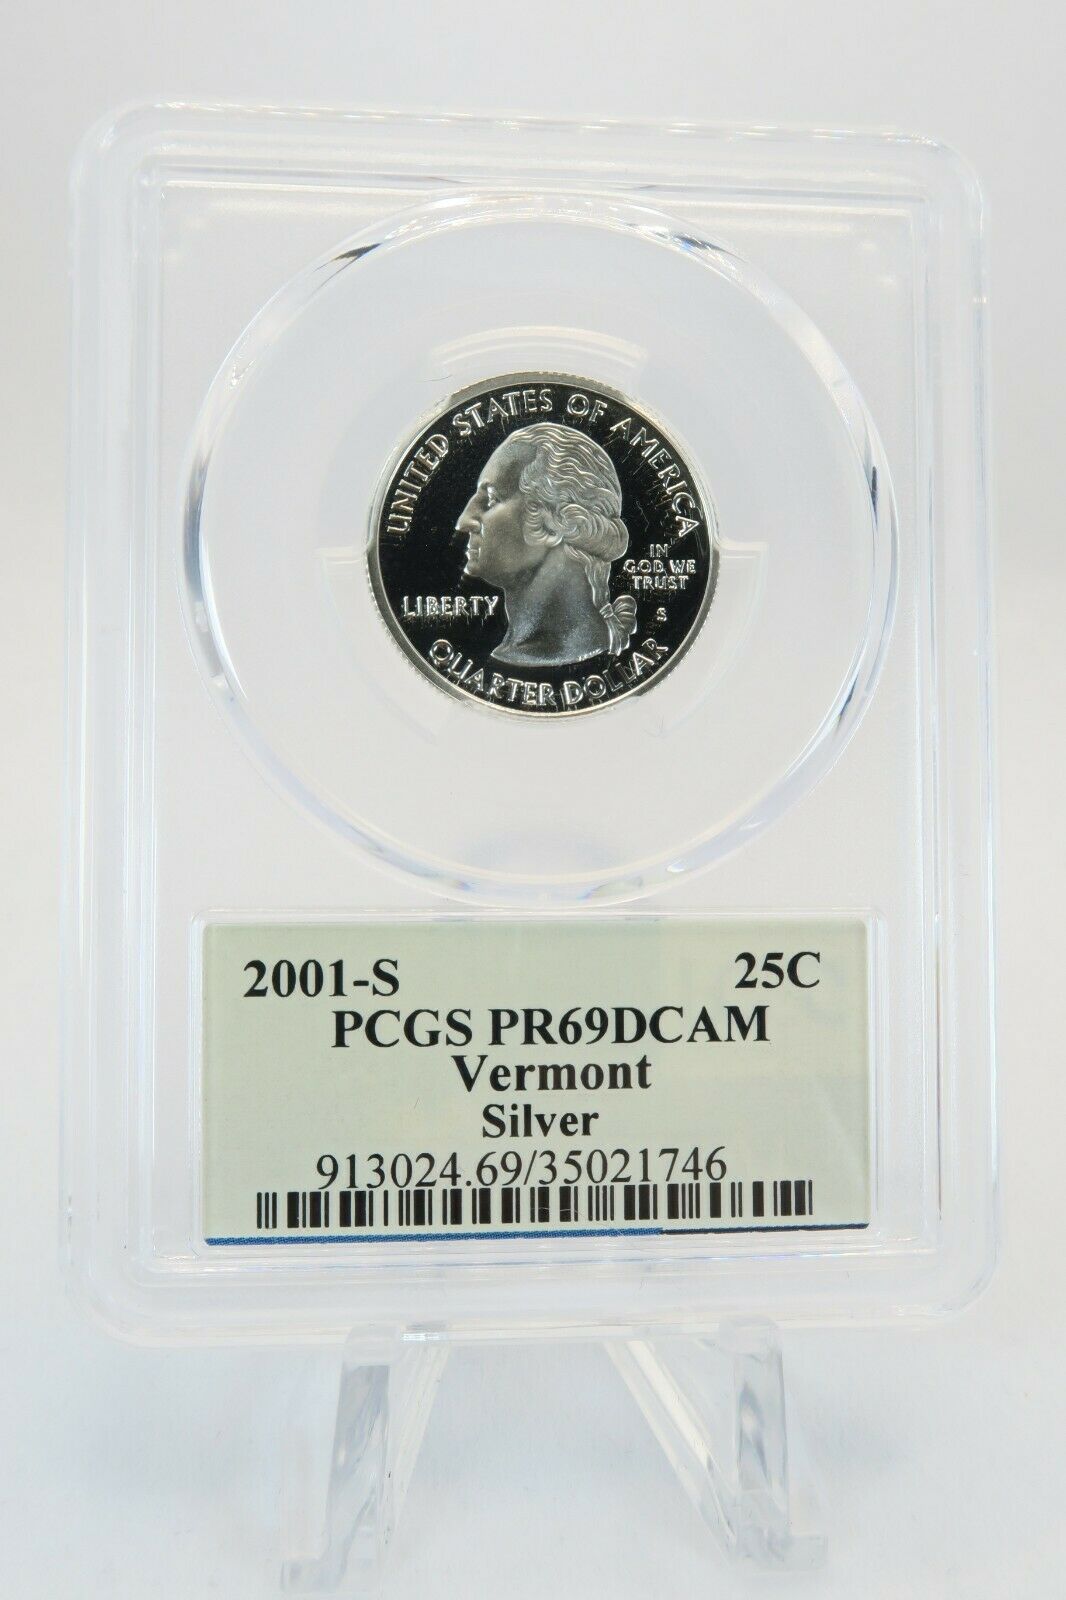 UNITED STATES OF AMERICA
IN
GOD WE
TRUST
LIBERTY
S
QUARTER DOLLAR
2001-S 25C
PCGS PR69DCAM
Vermont
Silver
913024.69/35021746